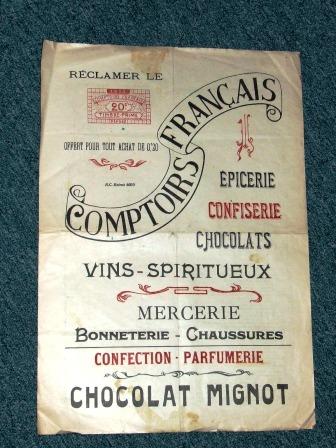 RÉCLAMER LE
COMPTOIRS FRANÇAIS
20ᶜ
TIMBRE-PRIME
OFFERT POUR TOUT ACHAT DE 0'20
ÉPICERIE
CONFISERIE
CHOCOLATS
VINS-SPIRITUEUX
MERCERIE
BONNETERIE - CHAUSSURES
CONFECTION - PARFUMERIE
CHOCOLAT MIGNOT